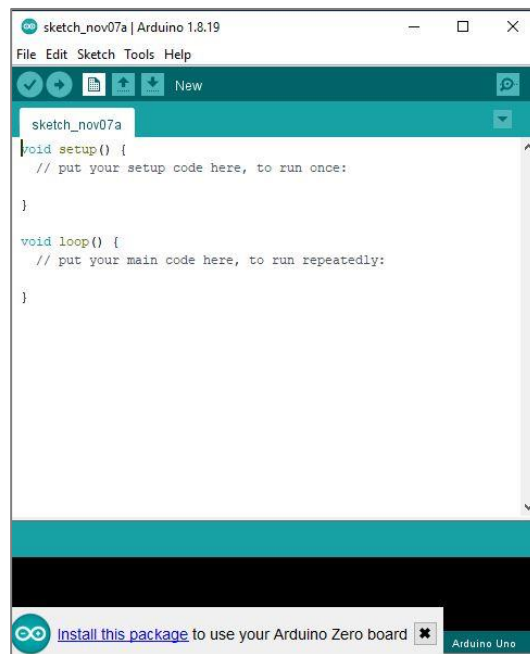 sketch_nov07a | Arduino 1.8.19
File Edit Sketch Tools Help
New
sketch_nov07a
void setup() {
  // put your setup code here, to run once:
}
void loop() {
  // put your main code here, to run repeatedly:
}
Install this package to use your Arduino Zero board
Arduino Uno